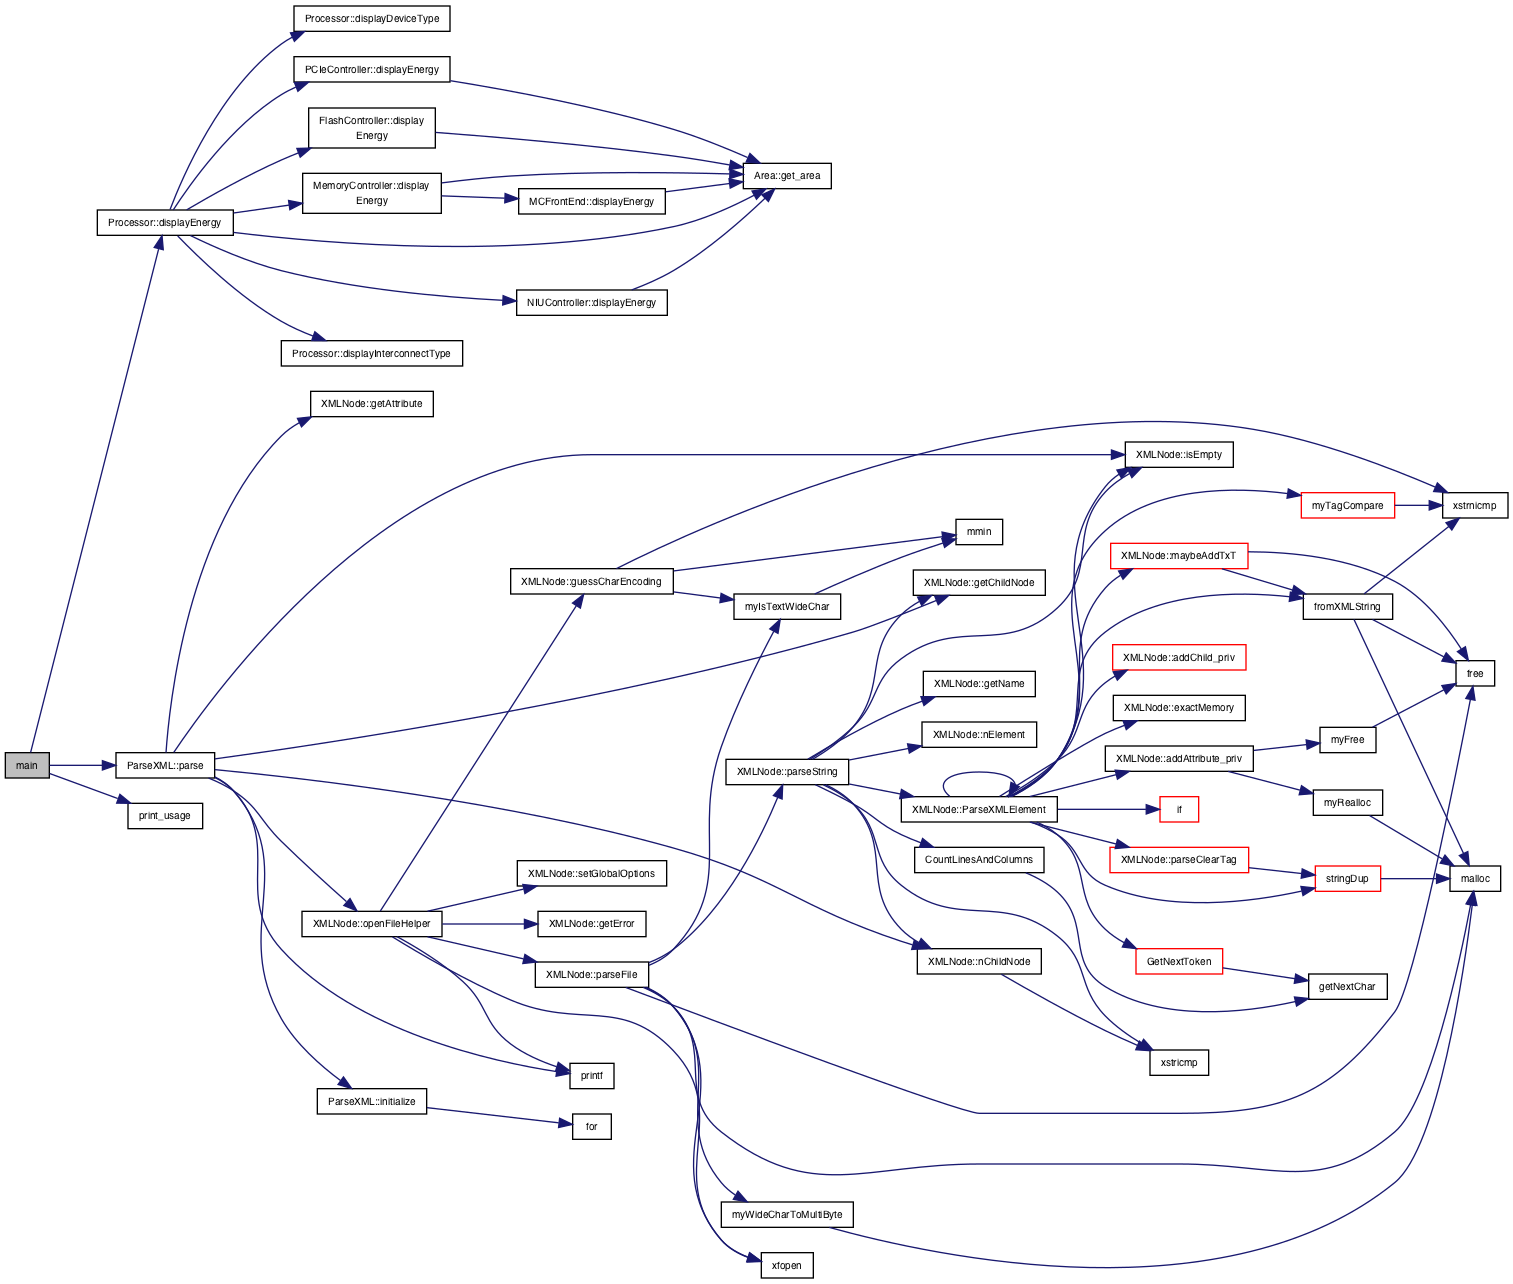 Processor::displayDeviceType
PCIeController::displayEnergy
FlashController::display
Energy
Area::get_area
MemoryController::display
Energy
MCFrontEnd::displayEnergy
Processor::displayEnergy
NIUController::displayEnergy
Processor::displayInterconnectType
XMLNode::getAttribute
XMLNode::isEmpty
myTagCompare
xstrnicmp
mmin
XMLNode::maybeAddTxT
XMLNode::guessCharEncoding
XMLNode::getChildNode
myIsTextWideChar
fromXMLString
XMLNode::addChild_priv
free
XMLNode::getName
XMLNode::exactMemory
XMLNode::nElement
myFree
main
ParseXML::parse
XMLNode::parseString
XMLNode::addAttribute_priv
print_usage
XMLNode::ParseXMLElement
if
myRealloc
CountLinesAndColumns
XMLNode::parseClearTag
XMLNode::setGlobalOptions
stringDup
malloc
XMLNode::openFileHelper
XMLNode::getError
XMLNode::nChildNode
GetNextToken
XMLNode::parseFile
getNextChar
xstricmp
printf
ParseXML::initialize
for
myWideCharToMultiByte
xfopen